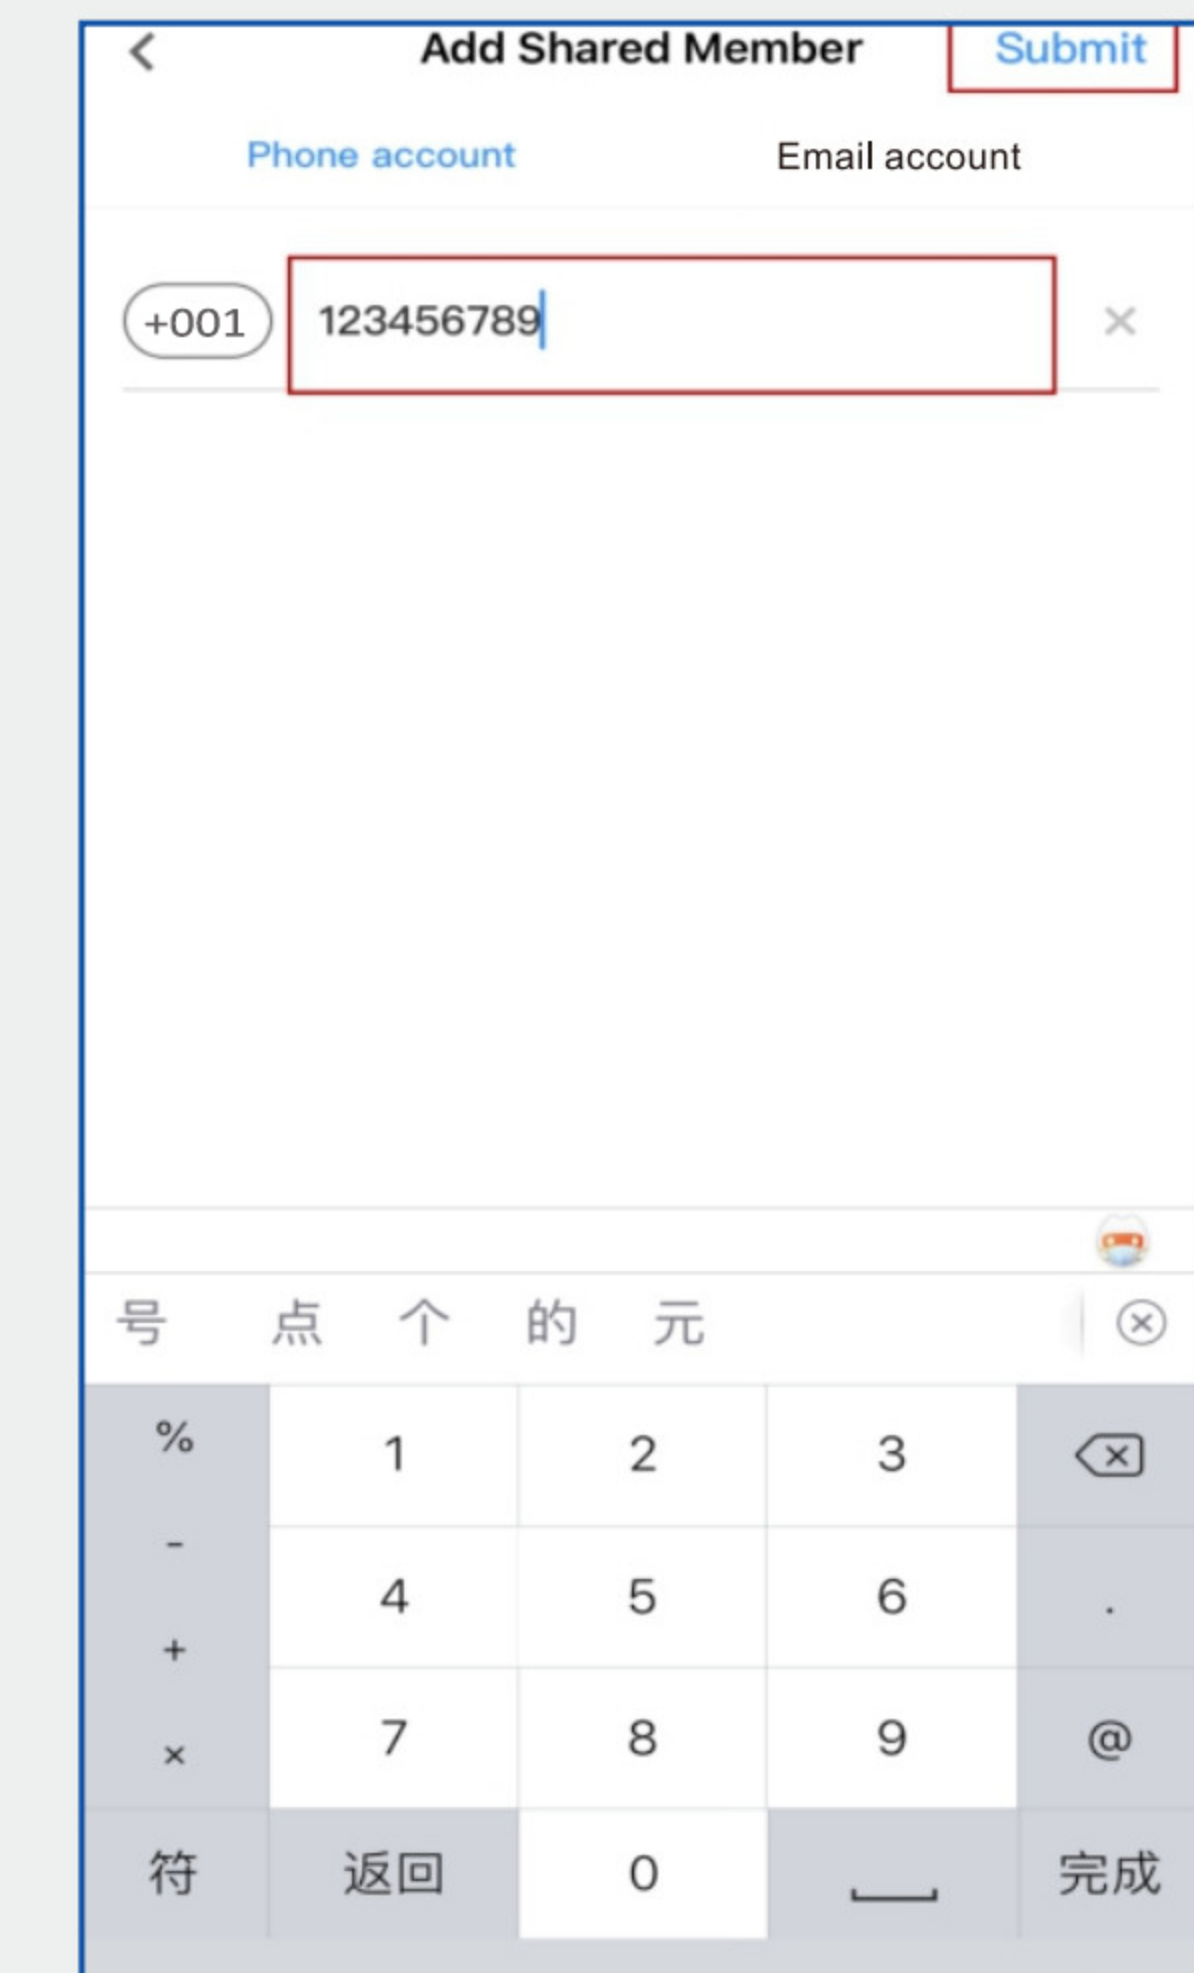 Add Shared Member Submit
Phone account Email account
+001 123456789
号 点 个 的 元
% 1 2 3
- 4 5 6 .
+
× 7 8 9 @
符 返回 0 完成